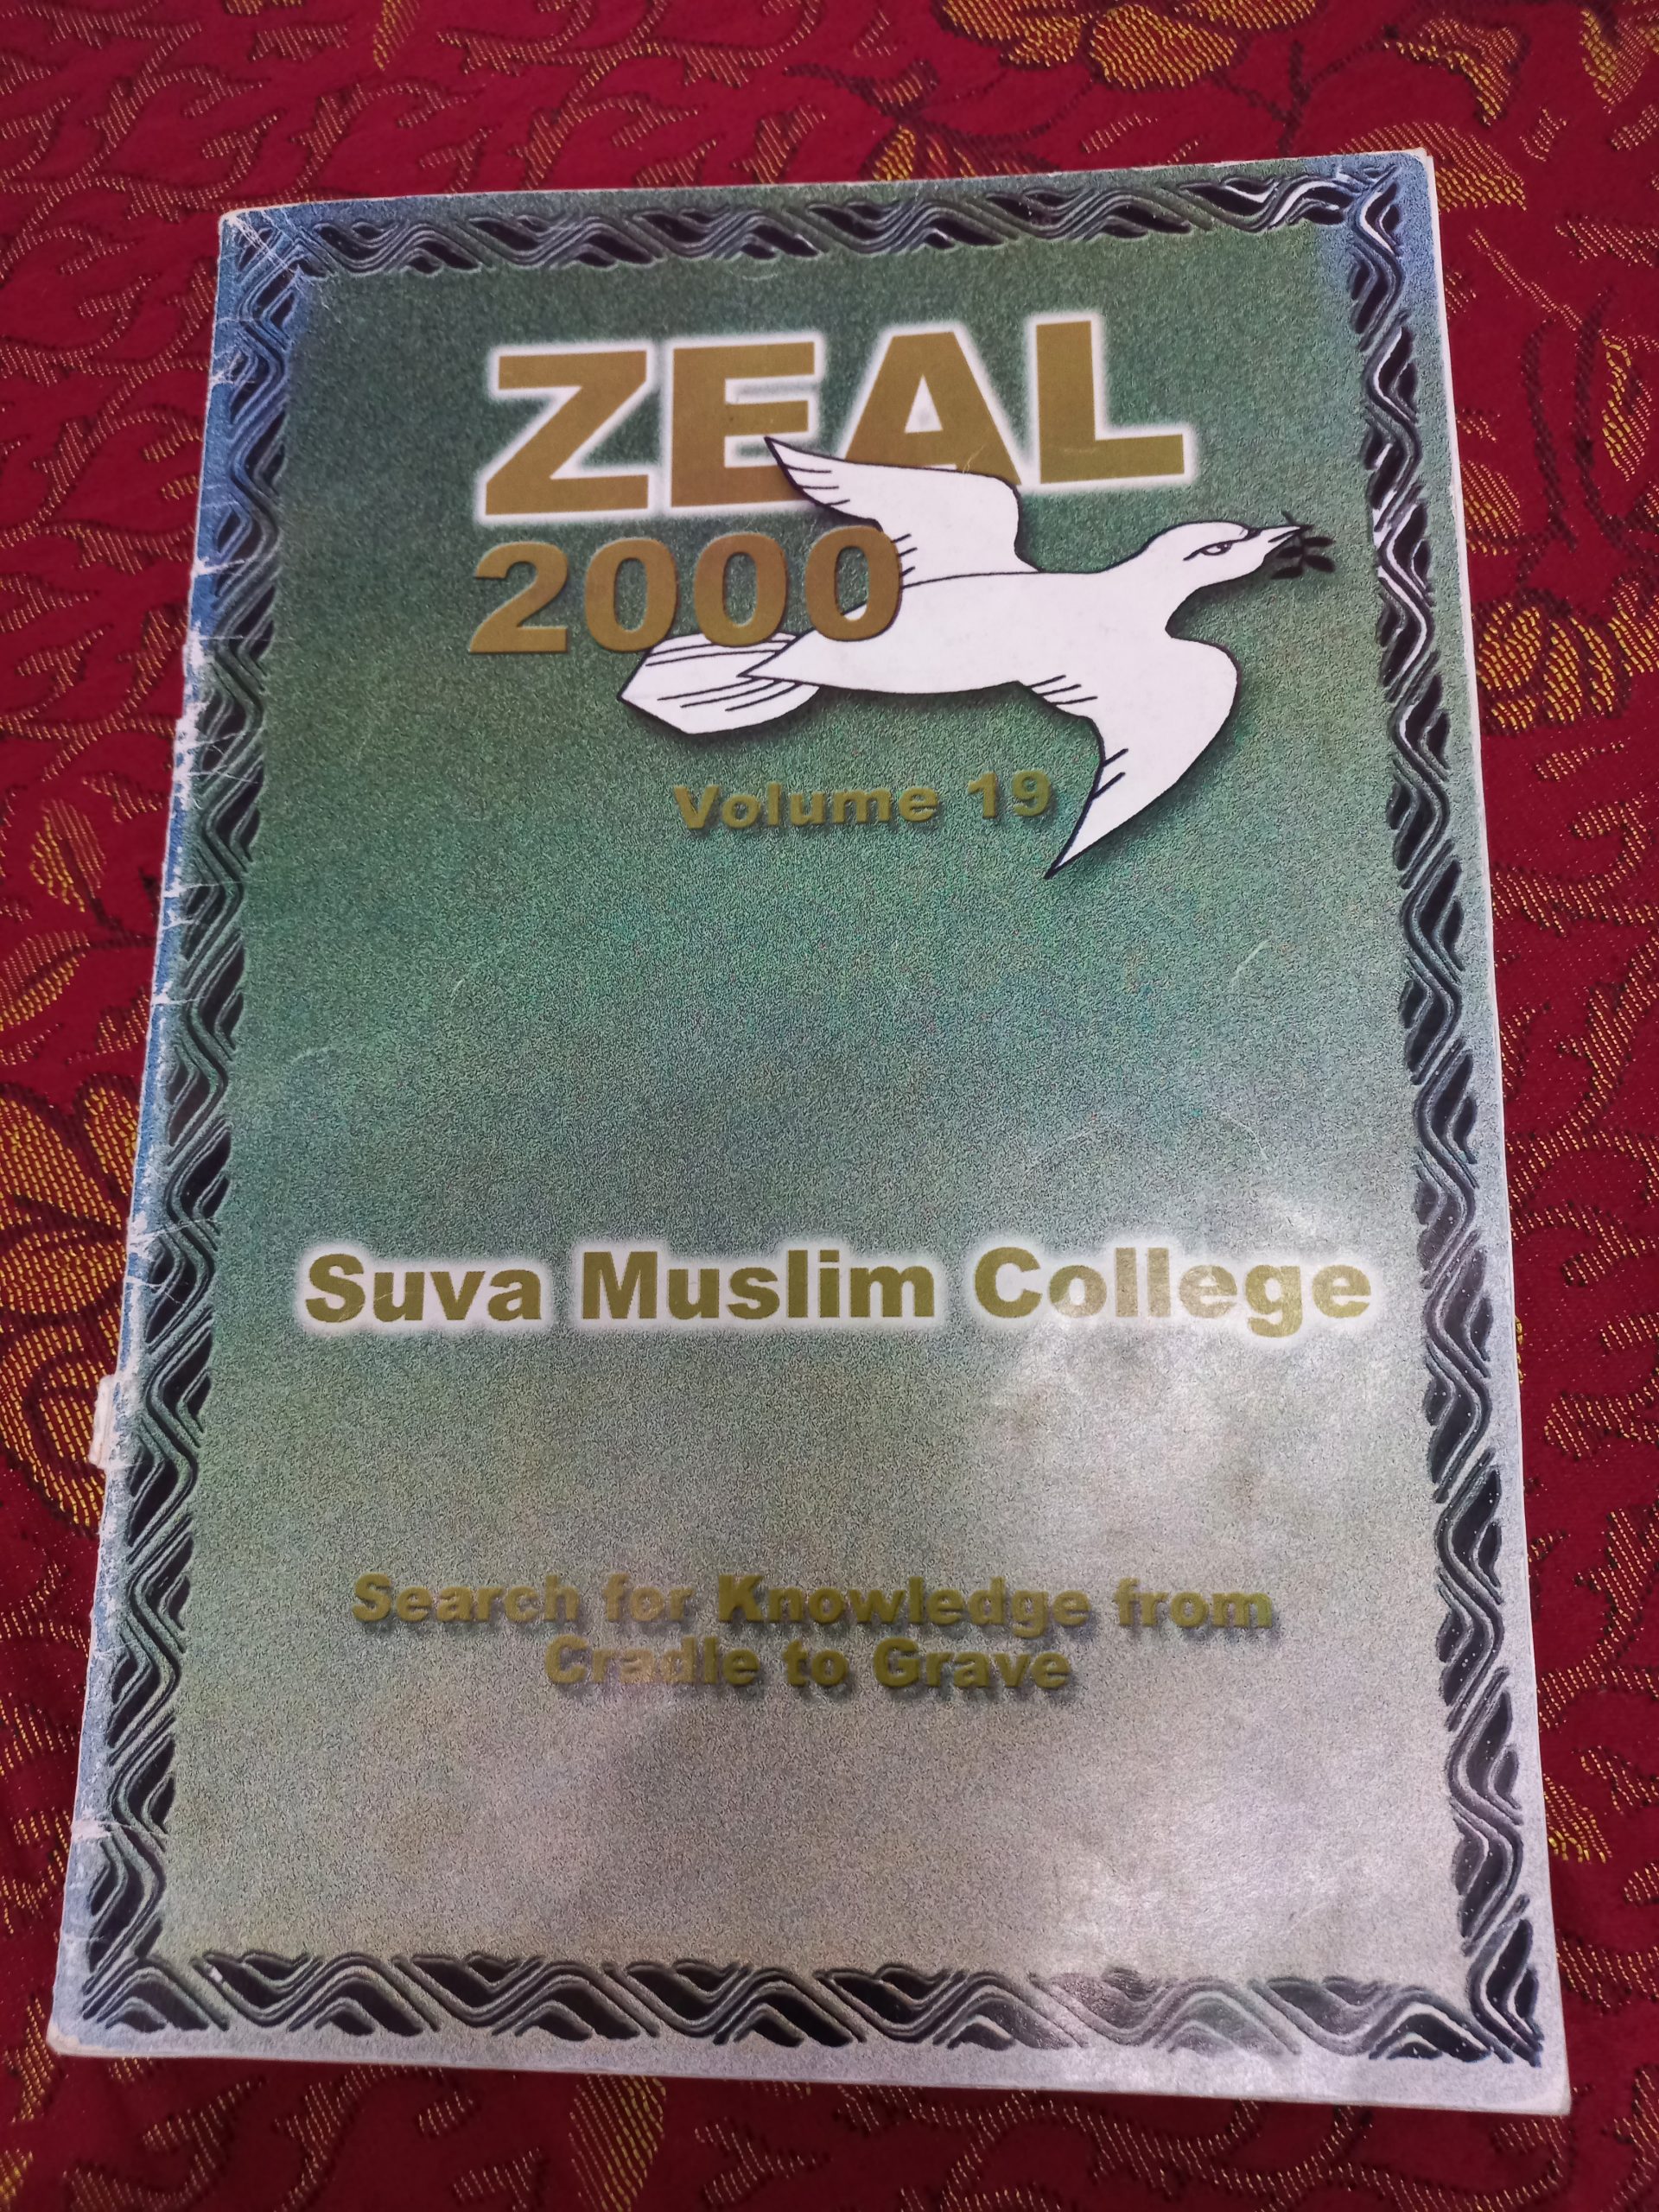 ZEAL
2000
Volume 19
Suva Muslim College
Search for Knowledge from
Cradle to Grave